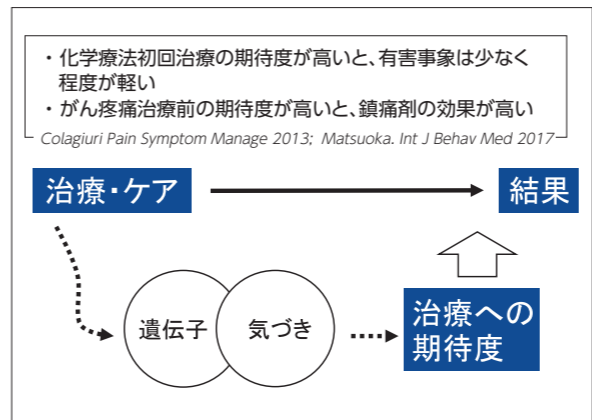 ・化学療法初回治療の期待度が高いと、有害事象は少なく
程度が軽い
・がん疼痛治療前の期待度が高いと、鎮痛剤の効果が高い
Colagiuri Pain Symptom Manage 2013; Matsuoka. Int J Behav Med 2017
治療・ケア
結果
遺伝子
気づき
治療への
期待度